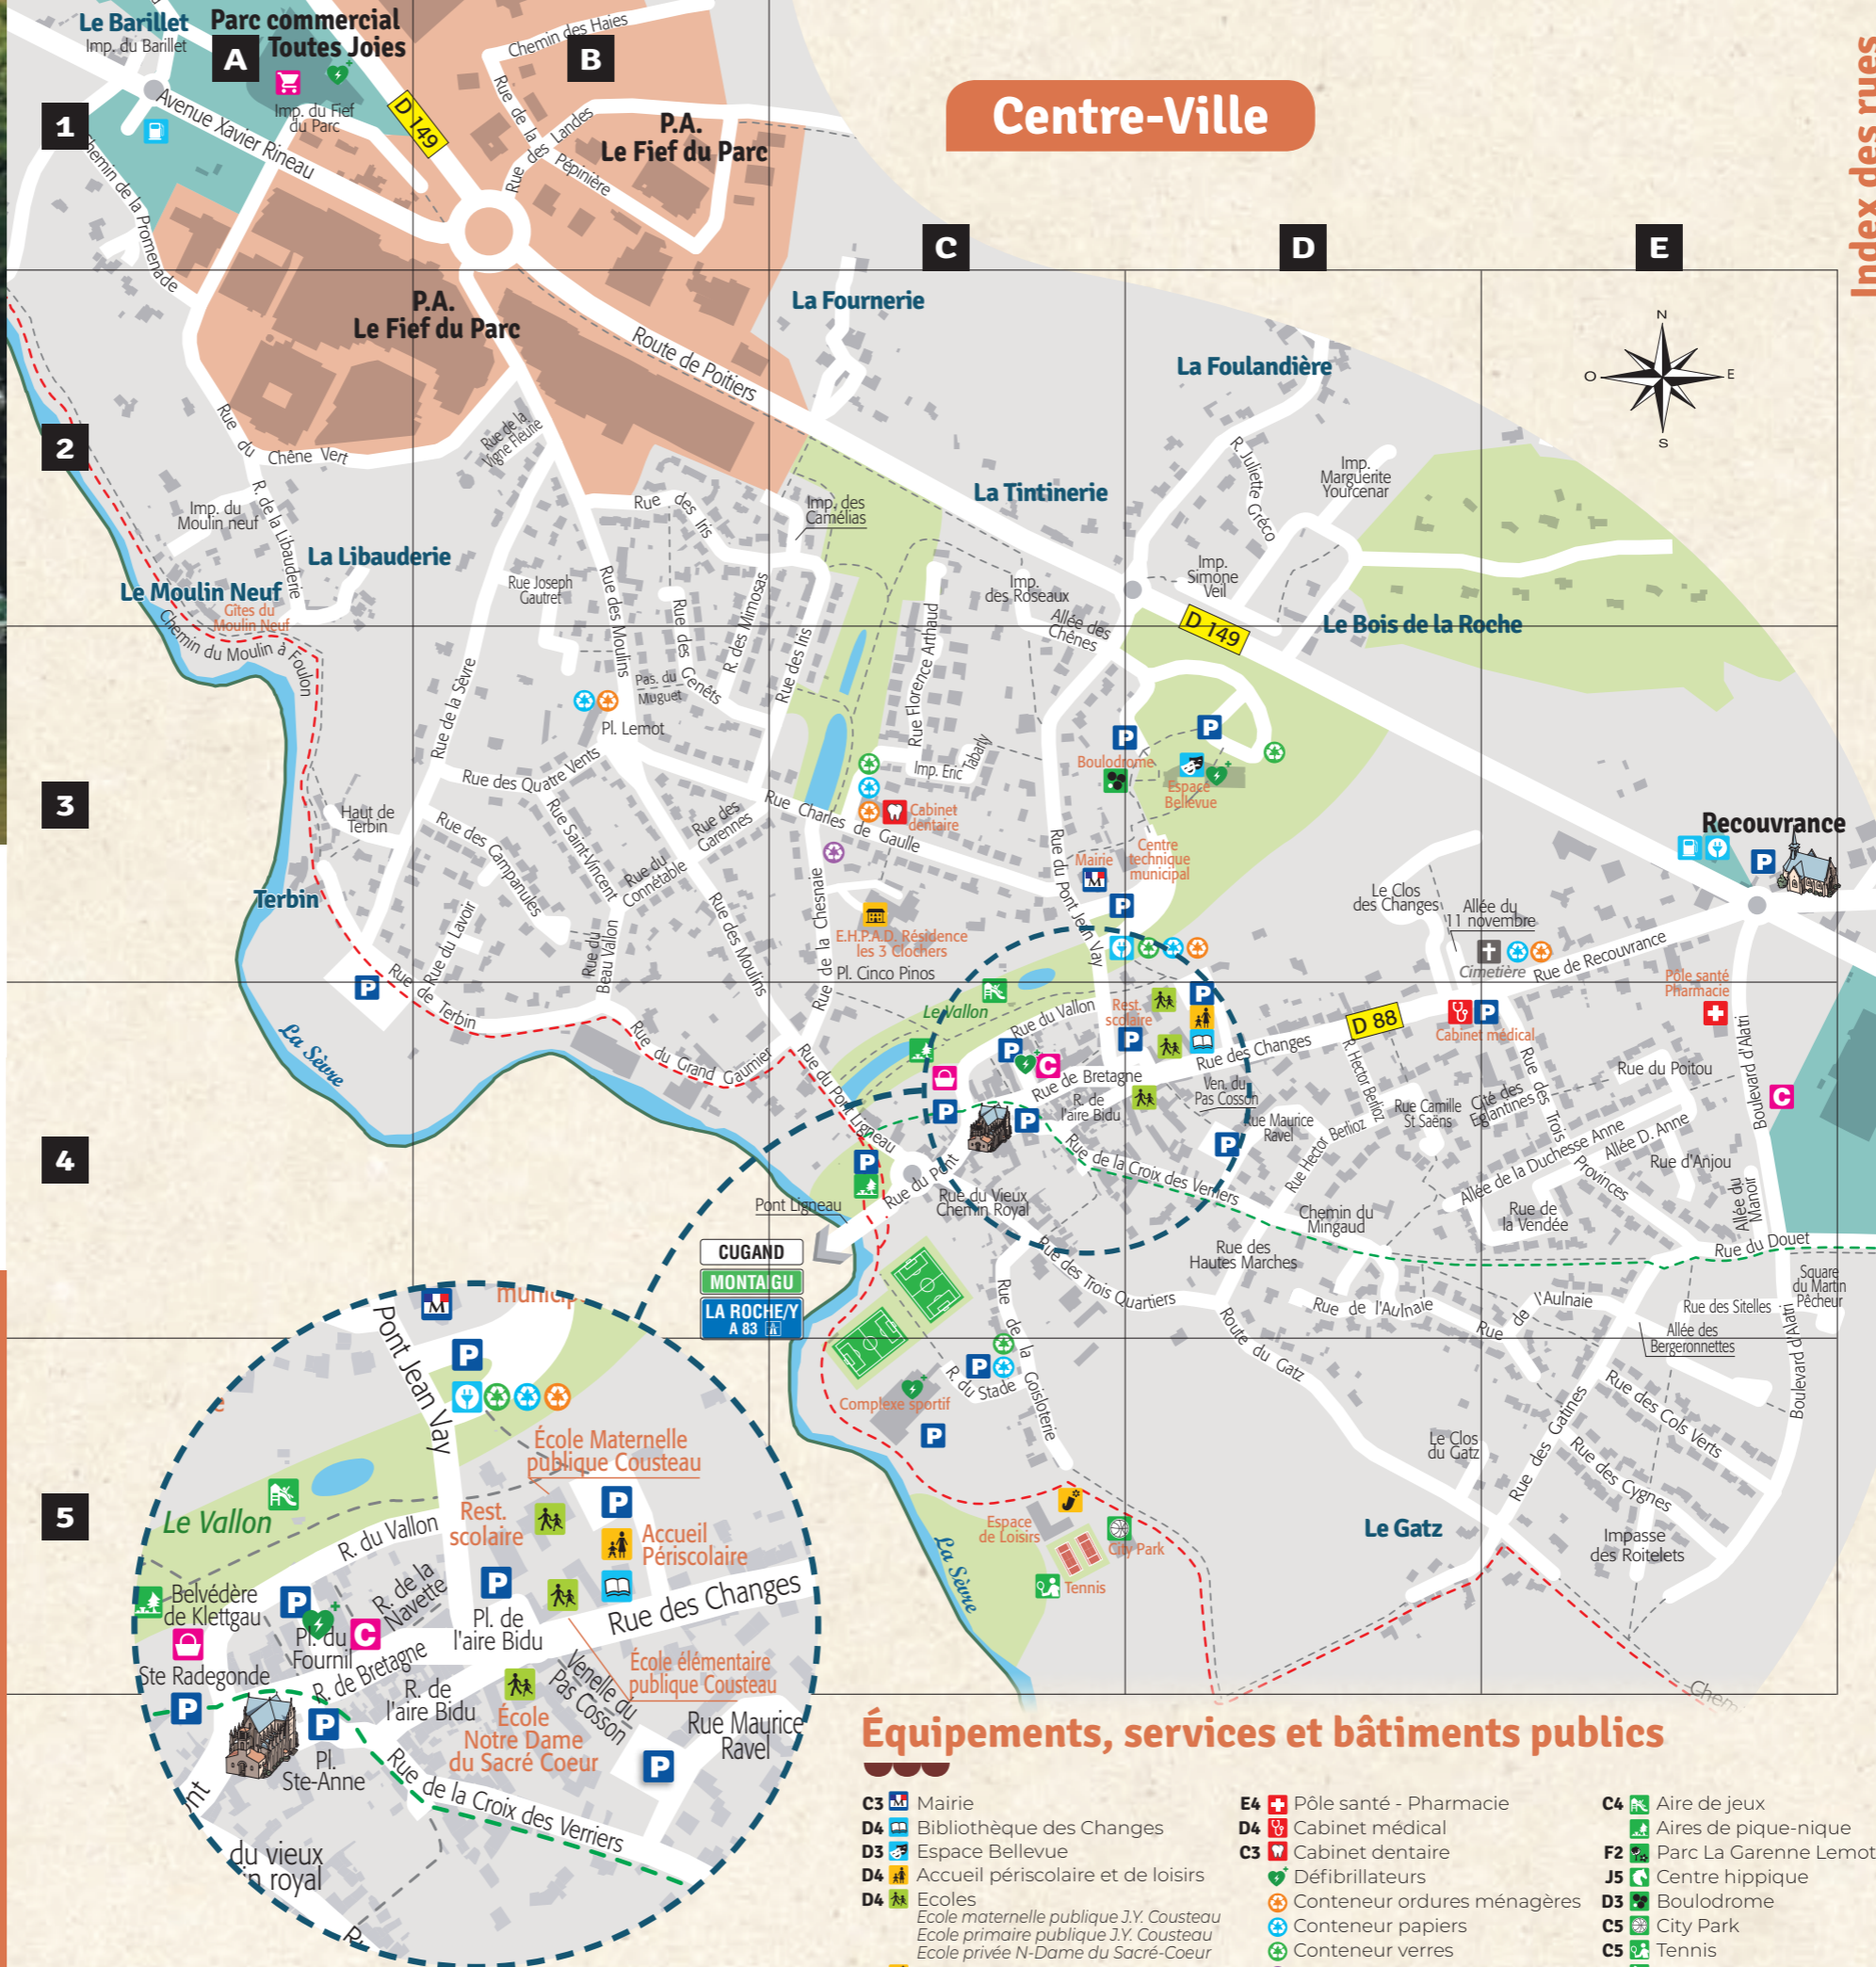 Centre-Ville
Index des rues
A
B
C
D
E
1
2
3
4
5
N
O
E
S
Le Barillet
Imp. du Barillet
Parc commercial
Toutes Joies
Imp. du Fief
du Parc
Avenue Xavier Rineau
Chemin de la Promenade
D 149
Chemin des Haies
Rue de la Pépinière
Rue des Landes
P.A.
Le Fief du Parc
P.A.
Le Fief du Parc
Route de Poitiers
La Fournerie
La Foulandière
R. Juliette Gréco
Imp.
Marguerite
Yourcenar
La Tintinerie
Imp.
Simone
Veil
D 149
Le Bois de la Roche
Rue du Chêne Vert
Rue de la
Vigne Fleurie
Imp. du
Moulin neuf
R. de la Libauderie
La Libauderie
Le Moulin Neuf
Gîtes du
Moulin Neuf
Chemin du Moulin à Foulon
Rue Joseph
Gautret
Rue des Moulins
Rue des Iris
Imp. des
Camélias
Rue des Genêts
R. des Mimosas
Rue des Iris
Imp.
des Roseaux
Allée des
Chênes
Rue Florence Arthaud
Imp. Eric Tabarly
Rue de la Sèvre
Pas. du
Muguet
Pl. Lemot
Rue des Quatre Vents
Haut de
Terbin
Rue des Campanules
Rue Saint-Vincent
Rue du
Connétable
Rue des
Garennes
Rue Charles de Gaulle
Cabinet
dentaire
Boulodrome
Espace
Bellevue
Mairie
M
Centre
technique
municipal
Rue du Pont Jean Vay
Recouvrance
Terbin
Rue du Lavoir
Rue du
Beau Vallon
Rue des Moulins
Rue de la Chesnaie
E.H.P.A.D. Résidence
les 3 Clochers
Pl. Cinco Pinos
Le Clos
des Changes
Allée du
11 novembre
Cimetière
Rue de Recouvrance
Pôle santé
Pharmacie
Rue de Terbin
La Sèvre
Rue du Grand Gaumier
Rue du Pont Ligneau
Le Vallon
Rue du Vallon
Rest.
scolaire
Rue de Bretagne
R. de
l'aire Bidu
Rue des Changes
Ven. du
Pas Cosson
D 88
Cabinet médical
R. Hector Berlioz
Rue Maurice
Ravel
Rue Hector Berlioz
Rue Camille
St Saëns
Cité des
Eglantines
Rue des Trois Provinces
Rue du Poitou
Boulevard d'Alatri
Allée de la Duchesse Anne
Allée D. Anne
Rue d'Anjou
Allée du
Manoir
Rue de
la Vendée
Rue du Douet
Rue de la Croix des Verriers
Chemin du
Mingaud
Rue des
Hautes Marches
Pont Ligneau
Rue du Pont
Rue du Vieux
Chemin Royal
CUGAND
MONTAIGU
LA ROCHE/Y
A 83
Rue des Trois Quartiers
Rue de la Goisloterie
Rue de l'Aulnaie
Rue de l'Aulnaie
Rue des Sitelles
Square
du Martin
Pêcheur
Allée des
Bergeronnettes
Boulevard d'Alatri
Route du Gatz
R. du Stade
Complexe sportif
Le Clos
du Gatz
Rue des Gatines
Rue des Cols Verts
Rue des Cygnes
Impasse
des Roitelets
Le Gatz
Espace
de Loisirs
City Park
Tennis
La Sèvre
Chem
M
municip
Pont Jean Vay
École Maternelle
publique Cousteau
Le Vallon
R. du Vallon
Rest.
scolaire
Accueil
Périscolaire
Belvédère
de Klettgau
R. de la
Navette
Pl. de
l'aire Bidu
Rue des Changes
Pl. du
Fournil
C
Ste Radegonde
R. de Bretagne
R. de
l'aire Bidu
Venelle du
Pas Cosson
École élémentaire
publique Cousteau
École
Notre Dame
du Sacré Coeur
Rue Maurice
Ravel
Pl.
Ste-Anne
Rue de la Croix des Verriers
nt
du vieux
n royal
Équipements, services et bâtiments publics
C3 M Mairie
D4 Bibliothèque des Changes
D3 Espace Bellevue
D4 Accueil périscolaire et de loisirs
D4 Ecoles
Ecole maternelle publique J.Y. Cousteau
Ecole primaire publique J.Y. Cousteau
Ecole privée N-Dame du Sacré-Coeur
E4 Pôle santé - Pharmacie
D4 Cabinet médical
C3 Cabinet dentaire
Défibrillateurs
Conteneur ordures ménagères
Conteneur papiers
Conteneur verres
C4 Aire de jeux
Aires de pique-nique
F2 Parc La Garenne Lemot
J5 Centre hippique
D3 Boulodrome
C5 City Park
C5 Tennis